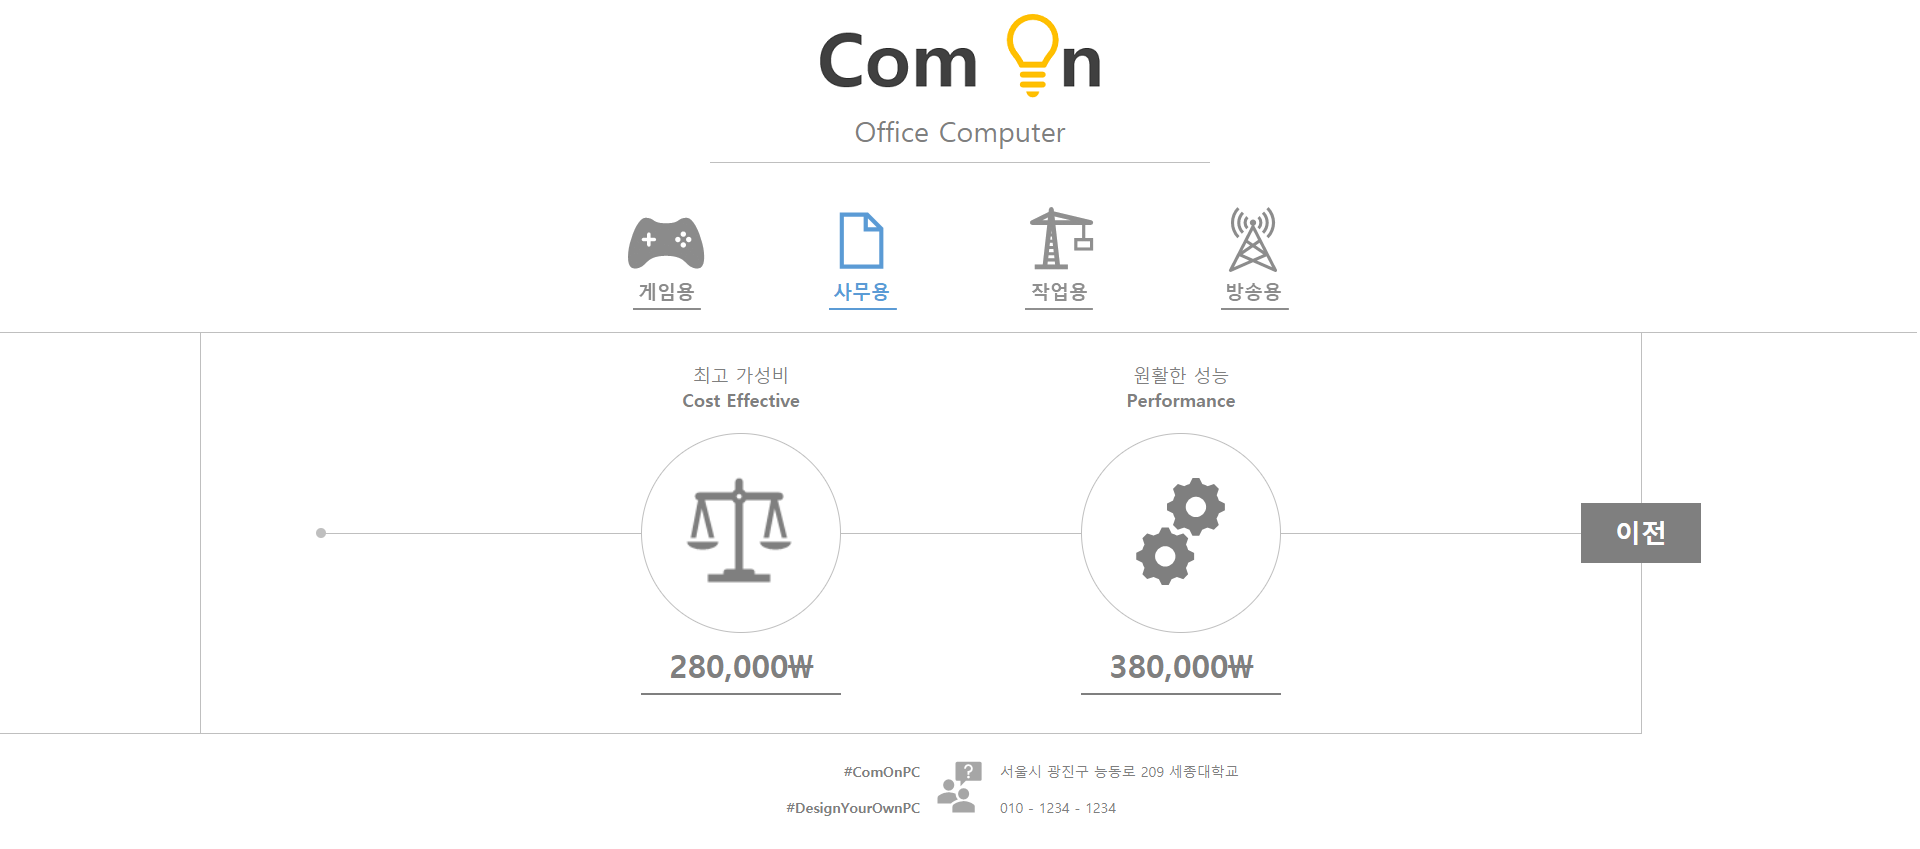 Com On
Office Computer
게임용
사무용
작업용
방송용
최고 가성비
Cost Effective
원활한 성능
Performance
이전
280,000₩
380,000₩
#ComOnPC
서울시 광진구 능동로 209 세종대학교
#DesignYourOwnPC
010 - 1234 - 1234